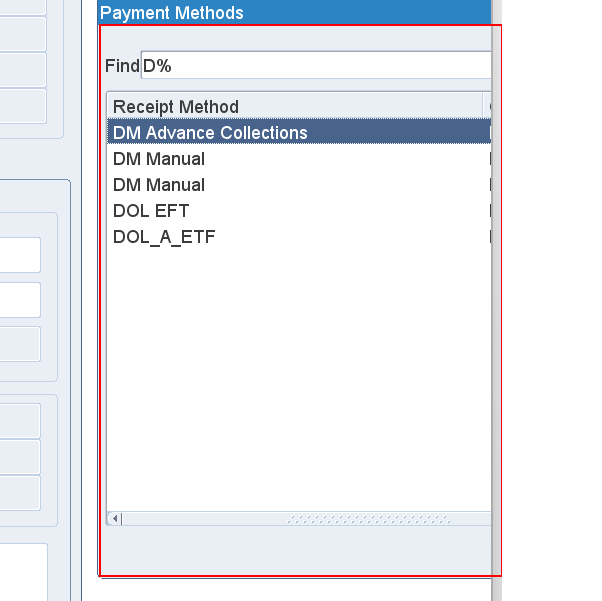 Payment Methods
Find D%
Receipt Method
DM Advance Collections
DM Manual
DM Manual
DOL EFT
DOL_A_ETF